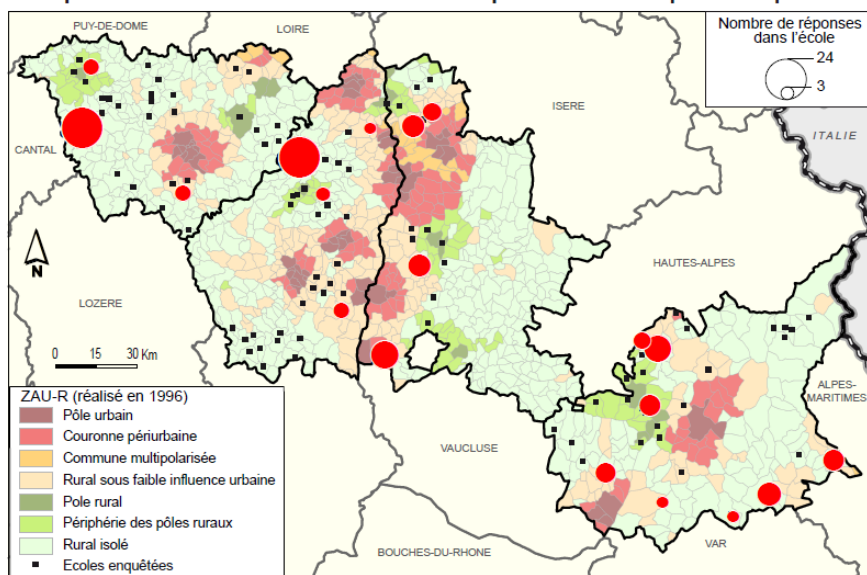 PUY-DE-DOME
LOIRE
Nombre de réponses
dans l'école
24
3
ISERE
ITALIE
CANTAL
HAUTES-ALPES
N
LOZERE
0 15 30 Km
ALPES-
MARITIMES
ZAU-R (réalisé en 1996)
Pôle urbain
Couronne périurbaine
Commune multipolarisée
Rural sous faible influence urbaine
Pole rural
Périphérie des pôles ruraux
Rural isolé
Ecoles enquêtées
VAUCLUSE
BOUCHES-DU-RHONE
VAR